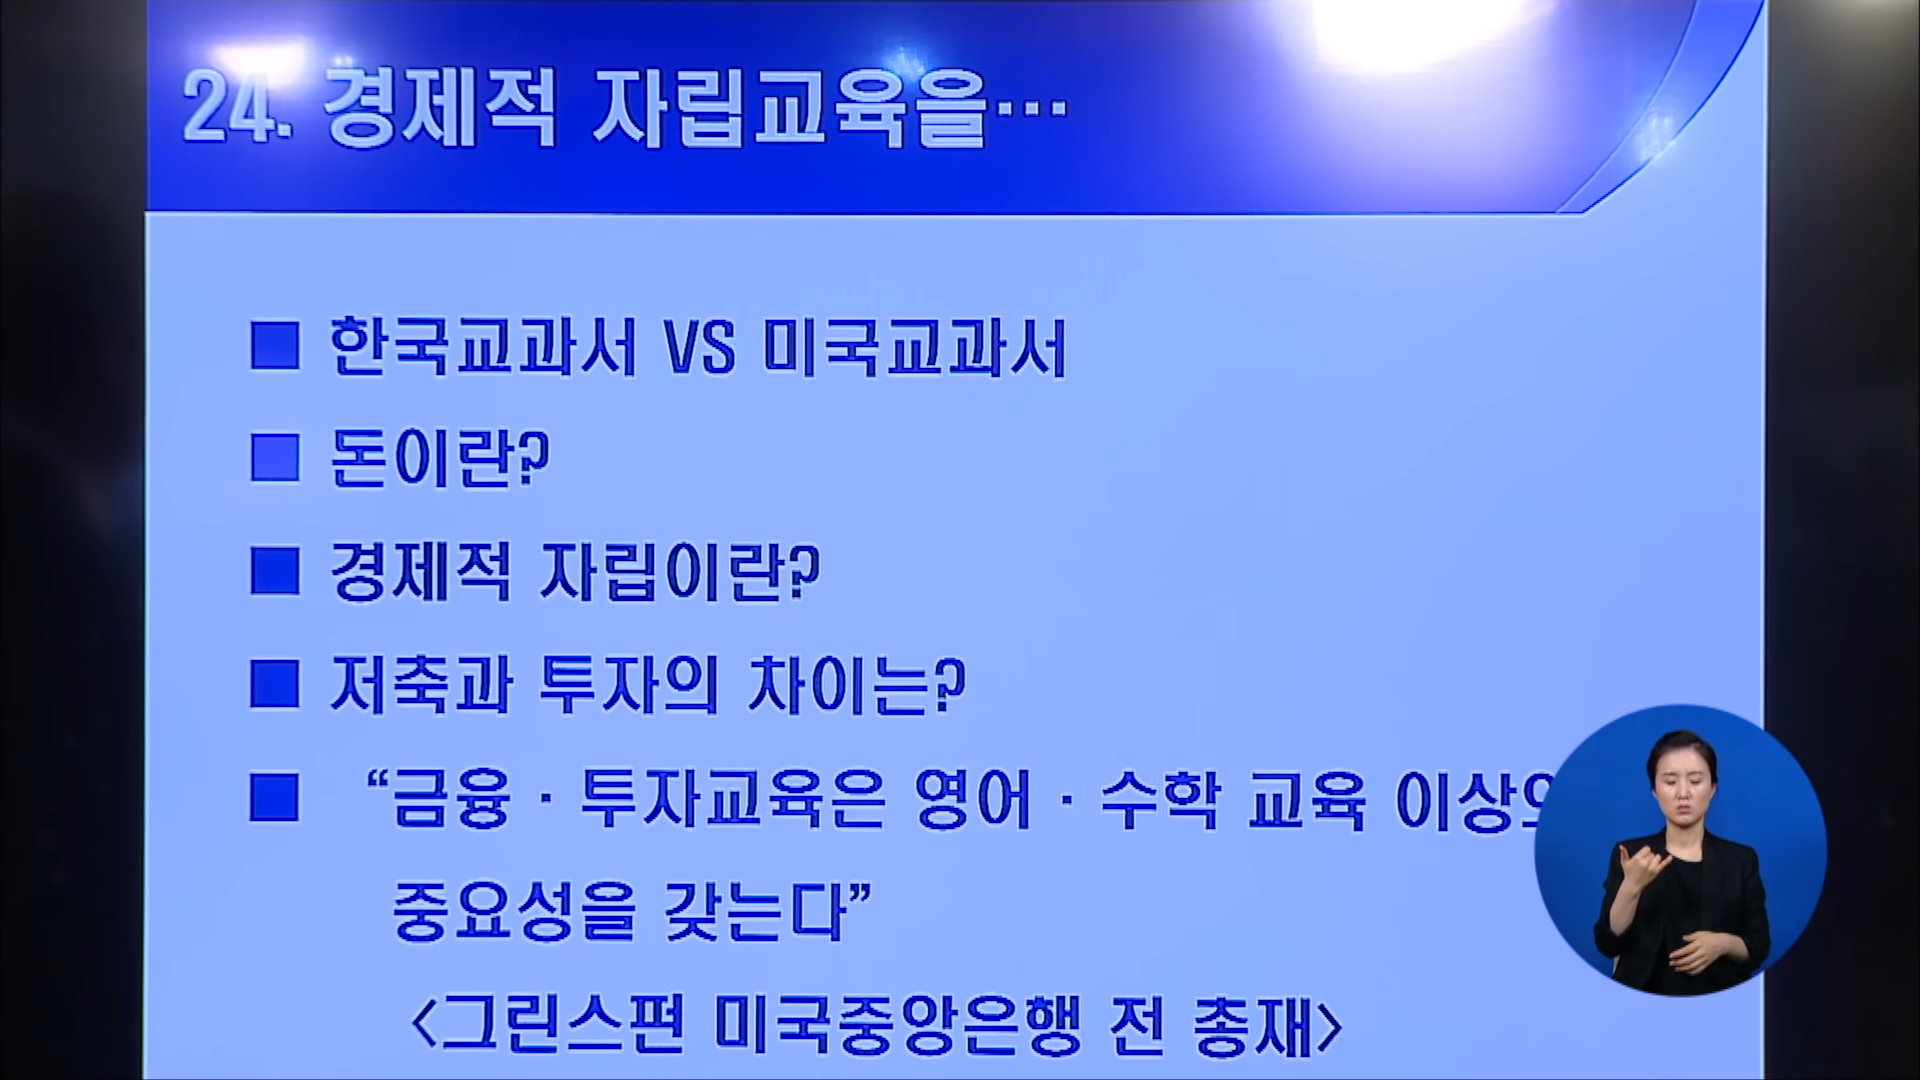 24. 경제적 자립교육을…
■ 한국교과서 VS 미국교과서
■ 돈이란?
■ 경제적 자립이란?
■ 저축과 투자의 차이는?
■ “금융·투자교육은 영어·수학 교육
중요성을 갖는다”
<그린스펀 미국중앙은행 전 총재>